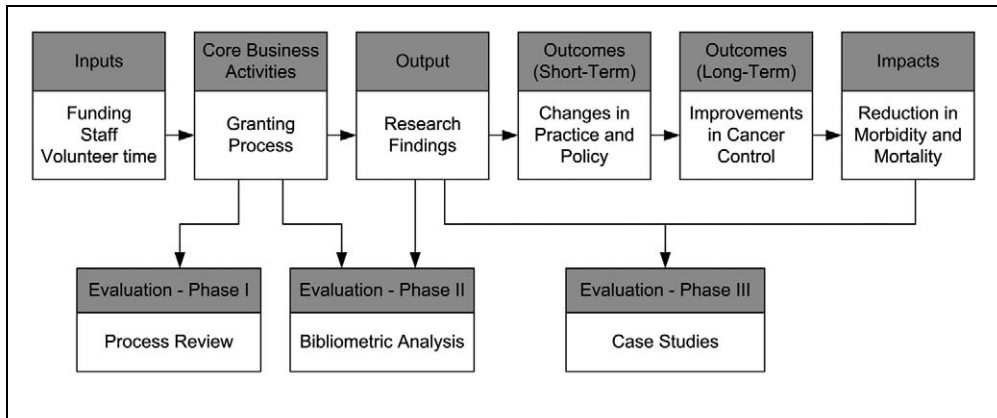 Inputs
Funding
Staff
Volunteer time
Core Business
Activities
Granting
Process
Output
Research
Findings
Outcomes
(Short-Term)
Changes in
Practice and
Policy
Outcomes
(Long-Term)
Improvements
in Cancer
Control
Impacts
Reduction in
Morbidity and
Mortality
Evaluation - Phase I
Process Review
Evaluation - Phase II
Bibliometric Analysis
Evaluation - Phase III
Case Studies